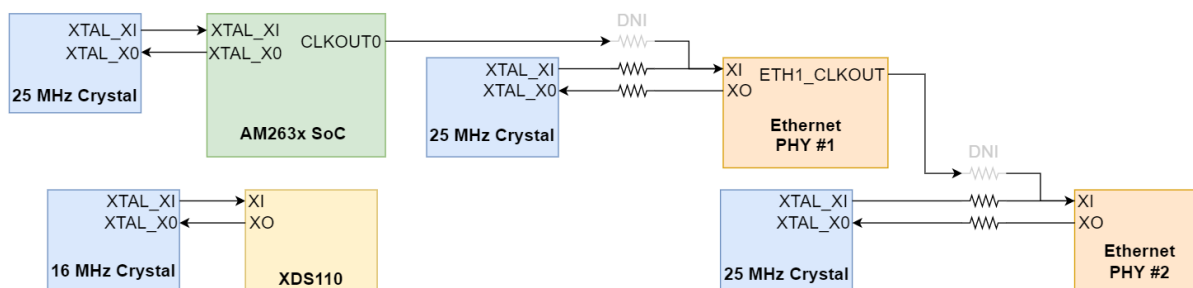 XTAL_XI
XTAL_X0
25 MHz Crystal
XTAL_XI
XTAL_X0
CLKOUT0
AM263x SoC
DNI
XTAL_XI
XTAL_X0
25 MHz Crystal
XI
XO
ETH1_CLKOUT
Ethernet
PHY #1
DNI
XTAL_XI
XTAL_X0
16 MHz Crystal
XI
XO
XDS110
XTAL_XI
XTAL_X0
25 MHz Crystal
XI
XO
Ethernet
PHY #2